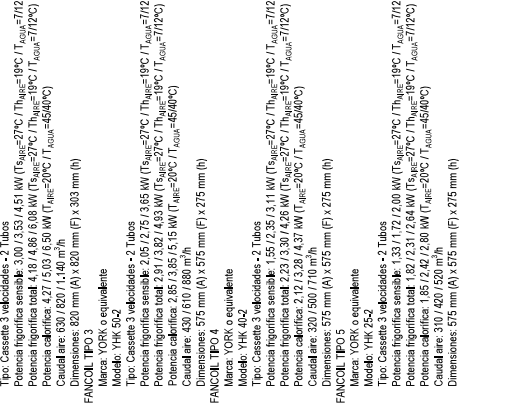 Tipo: Cassette 3 velocidades - 2 Tubos
Potencia frigorífica sensible: 3,00 / 3,53 / 4,51 kW (Ts_AIRE=27ºC / Th_AIRE=19ºC / T_AGUA=7/12
Potencia frigorífica total: 4,18 / 4,86 / 6,08 kW (Ts_AIRE=27ºC / Th_AIRE=19ºC / T_AGUA=7/12ºC)
Potencia calorífica: 4,27 / 5,03 / 6,50 kW (T_AIRE=20ºC / T_AGUA=45/40ºC)
Caudal aire: 630 / 820 / 1.140 m³/h
Dimensiones: 820 mm (A) x 820 mm (F) x 303 mm (h)
FANCOIL TIPO 3
Marca: YORK o equivalente
Modelo: YHK 50-2
Tipo: Cassette 3 velocidades - 2 Tubos
Potencia frigorífica sensible: 2,05 / 2,75 / 3,65 kW (Ts_AIRE=27ºC / Th_AIRE=19ºC / T_AGUA=7/12
Potencia frigorífica total: 2,91 / 3,82 / 4,93 kW (Ts_AIRE=27ºC / Th_AIRE=19ºC / T_AGUA=7/12ºC)
Potencia calorífica: 2,85 / 3,85 / 5,15 kW (T_AIRE=20ºC / T_AGUA=45/40ºC)
Caudal aire: 430 / 610 / 880 m³/h
Dimensiones: 575 mm (A) x 575 mm (F) x 275 mm (h)
FANCOIL TIPO 4
Marca: YORK o equivalente
Modelo: YHK 40-2
Tipo: Cassette 3 velocidades - 2 Tubos
Potencia frigorífica sensible: 1,55 / 2,35 / 3,11 kW (Ts_AIRE=27ºC / Th_AIRE=19ºC / T_AGUA=7/12
Potencia frigorífica total: 2,23 / 3,30 / 4,26 kW (Ts_AIRE=27ºC / Th_AIRE=19ºC / T_AGUA=7/12ºC)
Potencia calorífica: 2,12 / 3,28 / 4,37 kW (T_AIRE=20ºC / T_AGUA=45/40ºC)
Caudal aire: 320 / 500 / 710 m³/h
Dimensiones: 575 mm (A) x 575 mm (F) x 275 mm (h)
FANCOIL TIPO 5
Marca: YORK o equivalente
Modelo: YHK 25-2
Tipo: Cassette 3 velocidades - 2 Tubos
Potencia frigorífica sensible: 1,33 / 1,72 / 2,00 kW (Ts_AIRE=27ºC / Th_AIRE=19ºC / T_AGUA=7/12
Potencia frigorífica total: 1,82 / 2,31 / 2,64 kW (Ts_AIRE=27ºC / Th_AIRE=19ºC / T_AGUA=7/12ºC)
Potencia calorífica: 1,85 / 2,42 / 2,80 kW (T_AIRE=20ºC / T_AGUA=45/40ºC)
Caudal aire: 310 / 420 / 520 m³/h
Dimensiones: 575 mm (A) x 575 mm (F) x 275 mm (h)